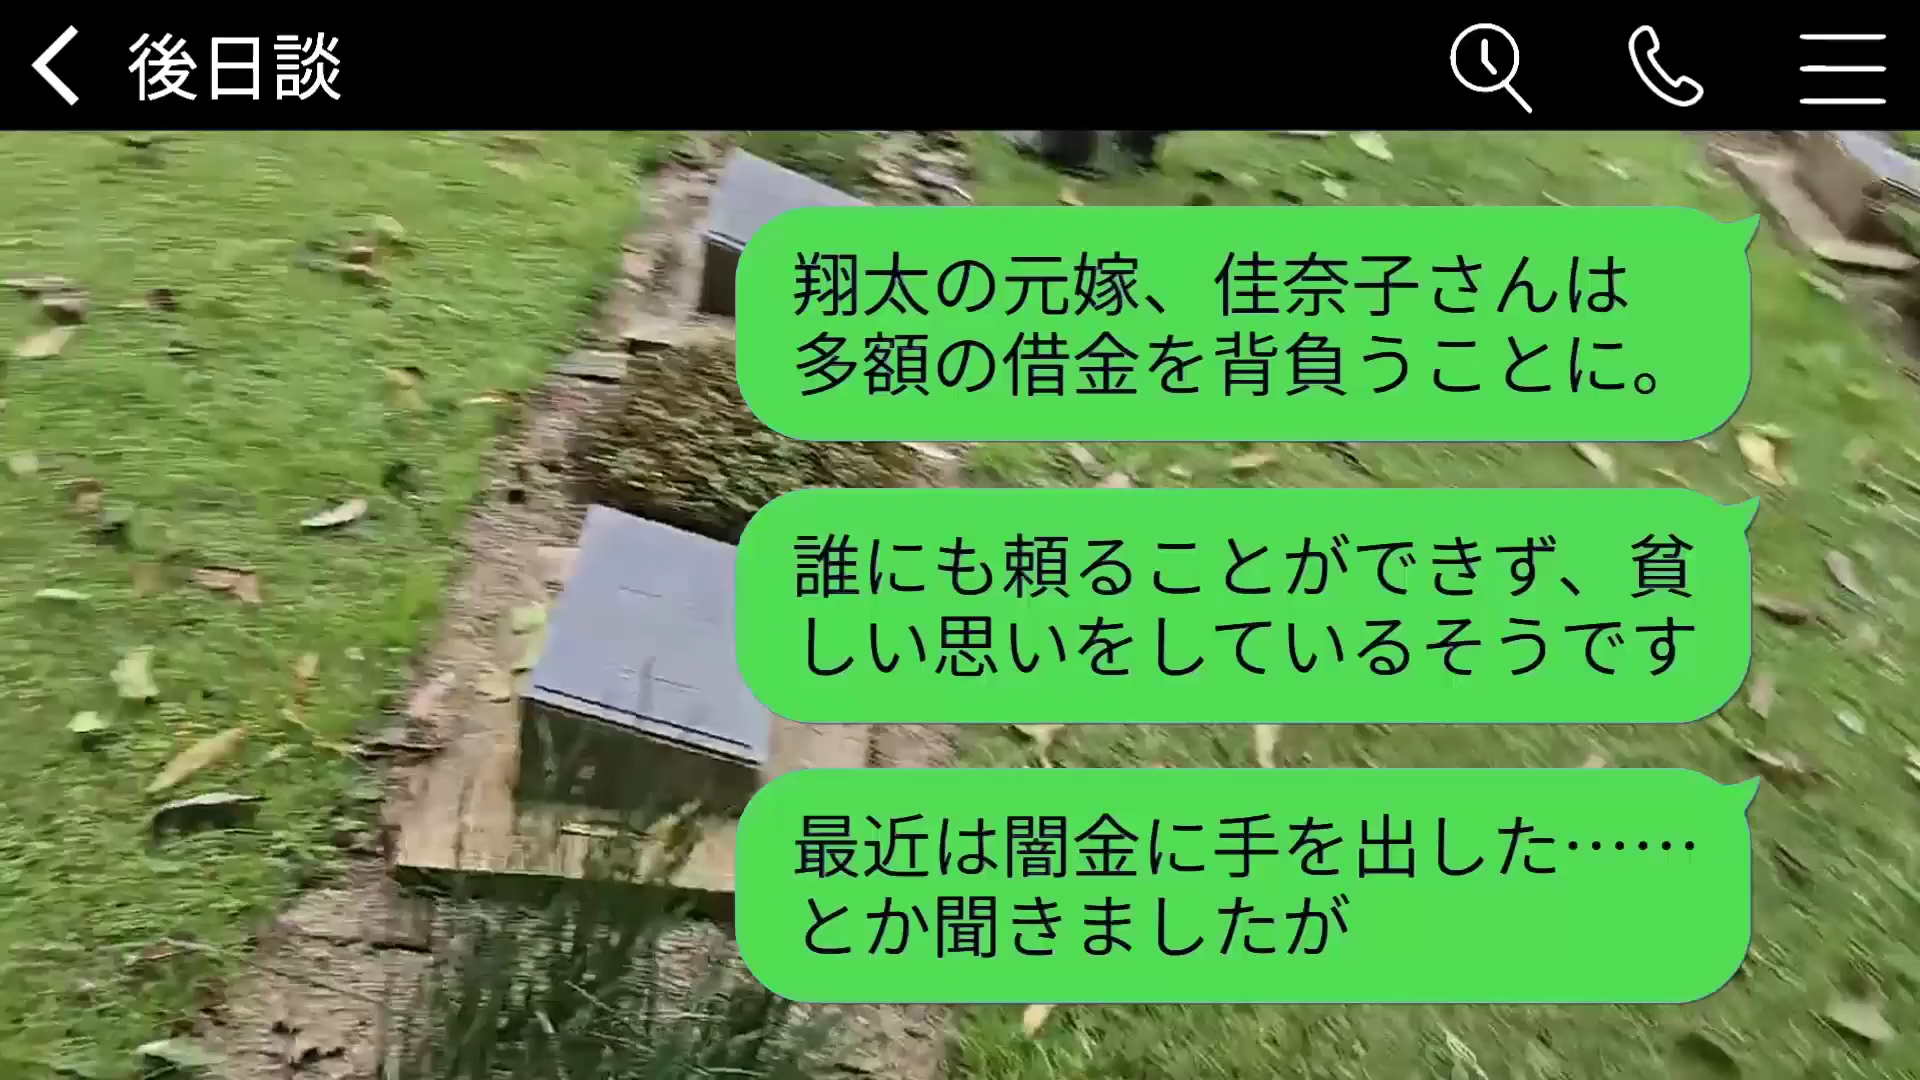 後日談
翔太の元嫁、佳奈子さんは
多額の借金を背負うことに。
誰にも頼ることができず、貧
しい思いをしているそうです
最近は闇金に手を出した……
とか聞きましたが